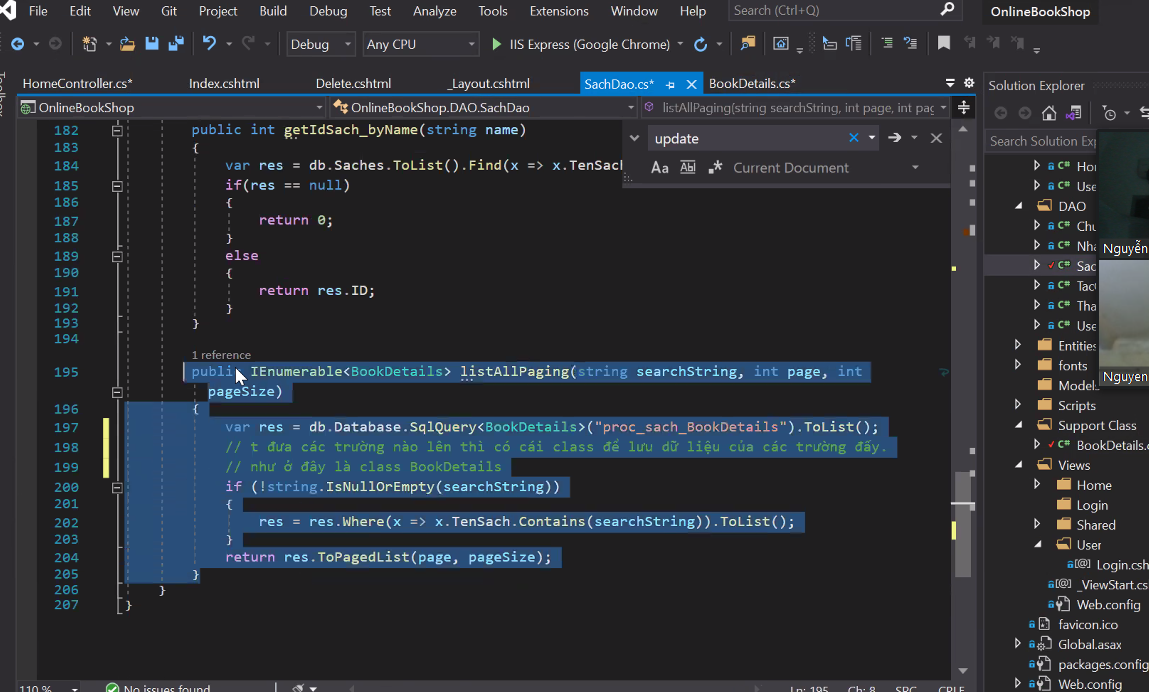 File Edit View Git Project Build Debug Test Analyze Tools Extensions Window Help Search (Ctrl+Q) OnlineBookShop
Debug Any CPU IIS Express (Google Chrome)
HomeController.cs* Index.cshtml Delete.cshtml _Layout.cshtml SachDao.cs* BookDetails.cs*
OnlineBookShop OnlineBookShop.DAO.SachDao listAllPaging(string searchString, int page, int pag
update
Aa Ab| .* Current Document
182 public int getIdSach_byName(string name)
183 {
184 var res = db.Saches.ToList().Find(x => x.TenSach
185 if(res == null)
186 {
187 return 0;
188 }
189 else
190 {
191 return res.ID;
192 }
193 }
194
1 reference
195 public IEnumerable<BookDetails> listAllPaging(string searchString, int page, int
pageSize)
196 {
197 var res = db.Database.SqlQuery<BookDetails>("proc_sach_BookDetails").ToList();
198 // t đưa các trường nào lên thì có cái class để lưu dữ liệu của các trường đấy.
199 // như ở đây là class BookDetails
200 if (!string.IsNullOrEmpty(searchString))
201 {
202 res = res.Where(x => x.TenSach.Contains(searchString)).ToList();
203 }
204 return res.ToPagedList(page, pageSize);
205 }
206 }
207 }
110 % No issues found Ln: 195 Ch: 8 SPC CRLF
Solution Explorer
Search Solution Exp
C# Hor
C# Use
DAO
C# Chu
C# Nha
C# Sac
C# Tac
C# Tha
C# Use
Entities
fonts
Models
Scripts
Support Class
C# BookDetails.c
Views
Home
Login
Shared
User
Login.csh
_ViewStart.cs
Web.config
favicon.ico
Global.asax
packages.config
Web.config
Nguyễn
Nguyen